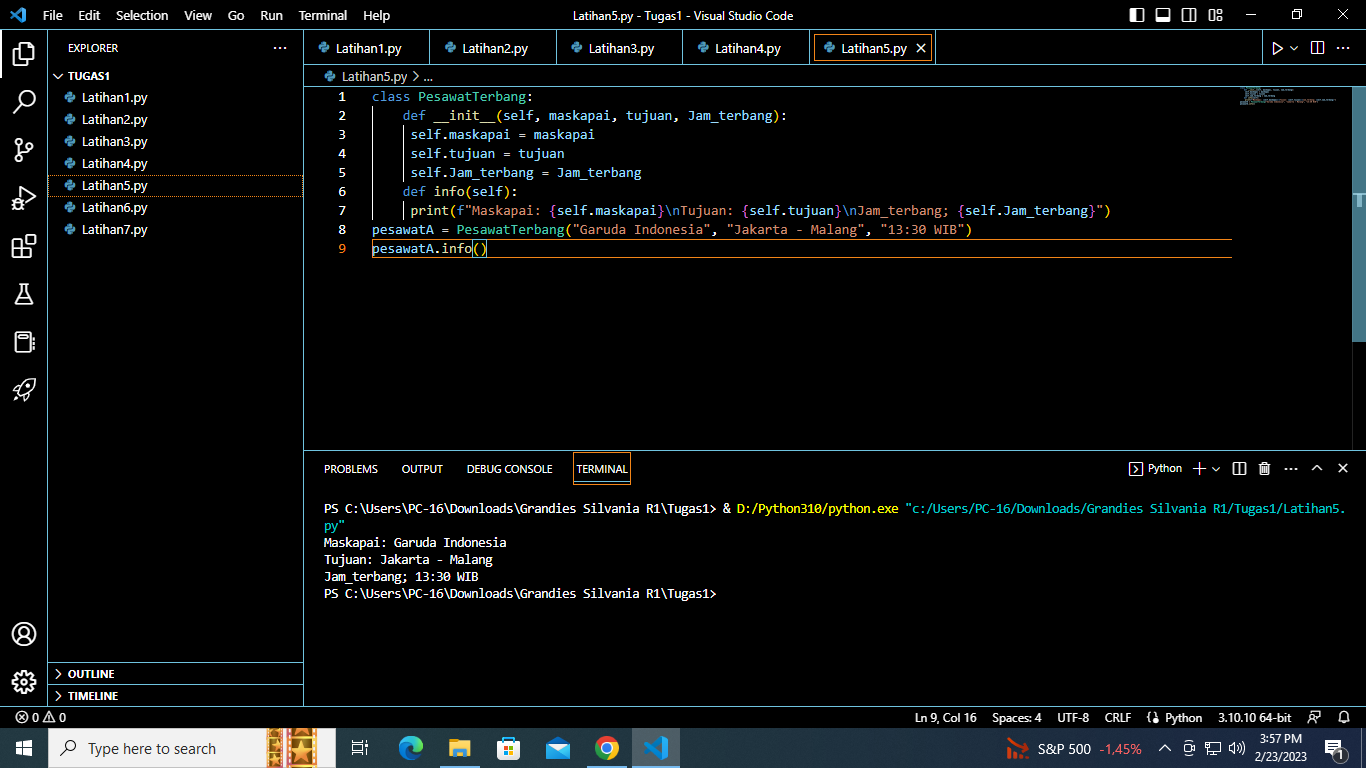 File Edit Selection View Go Run Terminal Help Latihan5.py - Tugas1 - Visual Studio Code
EXPLORER
Latihan1.py Latihan2.py Latihan3.py Latihan4.py Latihan5.py
TUGAS1
Latihan1.py
Latihan2.py
Latihan3.py
Latihan4.py
Latihan5.py
Latihan6.py
Latihan7.py
OUTLINE
TIMELINE
Latihan5.py > ...
1 class PesawatTerbang:
2 def __init__(self, maskapai, tujuan, Jam_terbang):
3 self.maskapai = maskapai
4 self.tujuan = tujuan
5 self.Jam_terbang = Jam_terbang
6 def info(self):
7 print(f"Maskapai: {self.maskapai}\nTujuan: {self.tujuan}\nJam_terbang; {self.Jam_terbang}")
8 pesawatA = PesawatTerbang("Garuda Indonesia", "Jakarta - Malang", "13:30 WIB")
9 pesawatA.info()
PROBLEMS OUTPUT DEBUG CONSOLE TERMINAL Python
PS C:\Users\PC-16\Downloads\Grandies Silvania R1\Tugas1> & D:/Python310/python.exe "c:/Users/PC-16/Downloads/Grandies Silvania R1/Tugas1/Latihan5.
py"
Maskapai: Garuda Indonesia
Tujuan: Jakarta - Malang
Jam_terbang; 13:30 WIB
PS C:\Users\PC-16\Downloads\Grandies Silvania R1\Tugas1>
0 0 Ln 9, Col 16 Spaces: 4 UTF-8 CRLF Python 3.10.10 64-bit
Type here to search S&P 500 -1,45% 3:57 PM
2/23/2023 1